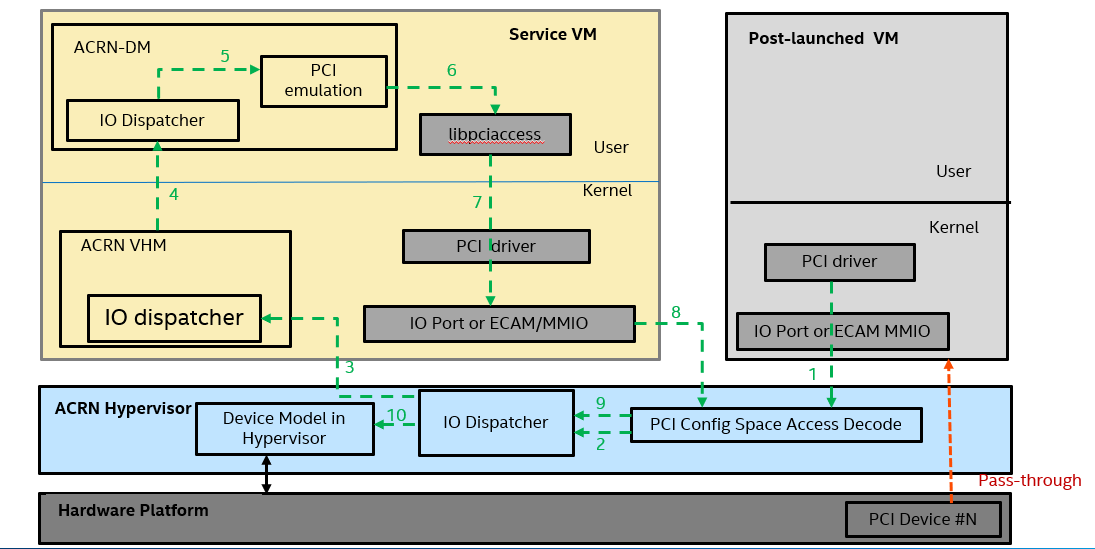 Service VM
ACRN-DM
5
PCI
emulation
6
IO Dispatcher
libpciaccess
User
Kernel
4
7
ACRN VHM
PCI driver
IO dispatcher
IO Port or ECAM/MMIO
8
3
Post-launched VM
User
Kernel
PCI driver
IO Port or ECAM MMIO
1
ACRN Hypervisor
Device Model in
Hypervisor
10
IO Dispatcher
9
2
PCI Config Space Access Decode
Pass-through
Hardware Platform
PCI Device #N